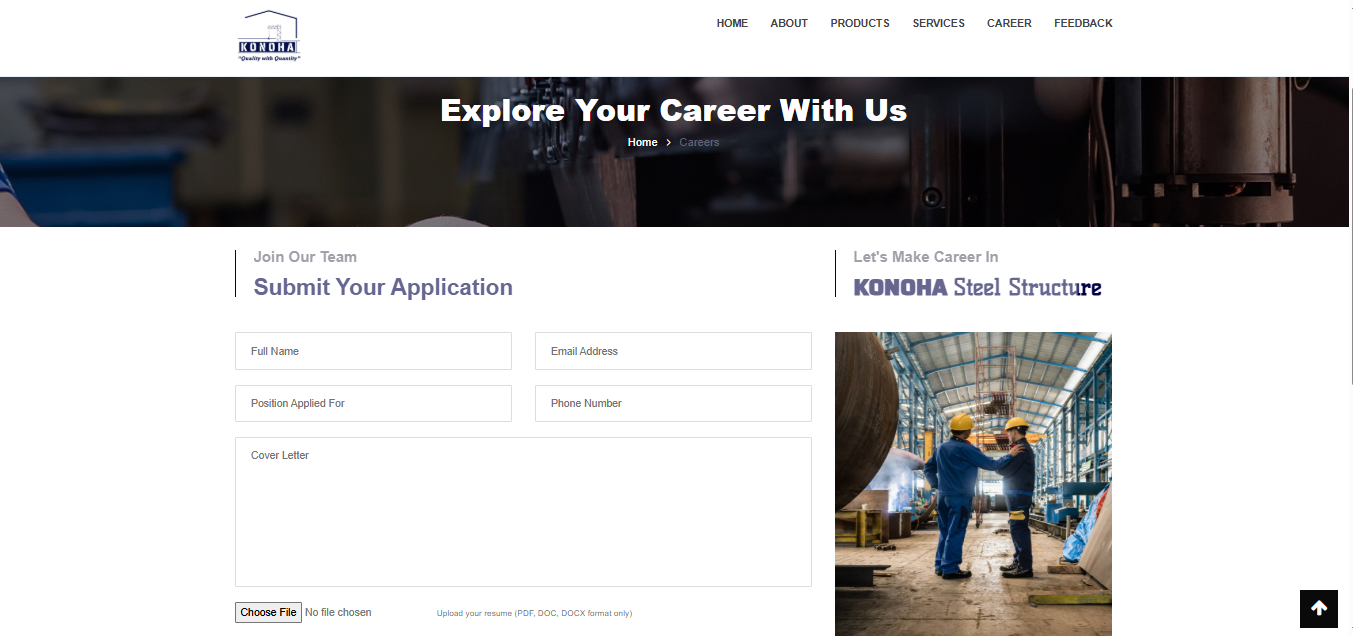 KONOHA
"Quality with Quantity"
HOME ABOUT PRODUCTS SERVICES CAREER FEEDBACK
Explore Your Career With Us
Home > Careers
Join Our Team
Submit Your Application
Let's Make Career In
KONOHA Steel Structure
Full Name
Email Address
Position Applied For
Phone Number
Cover Letter
Choose File No file chosen
Upload your resume (PDF, DOC, DOCX format only)